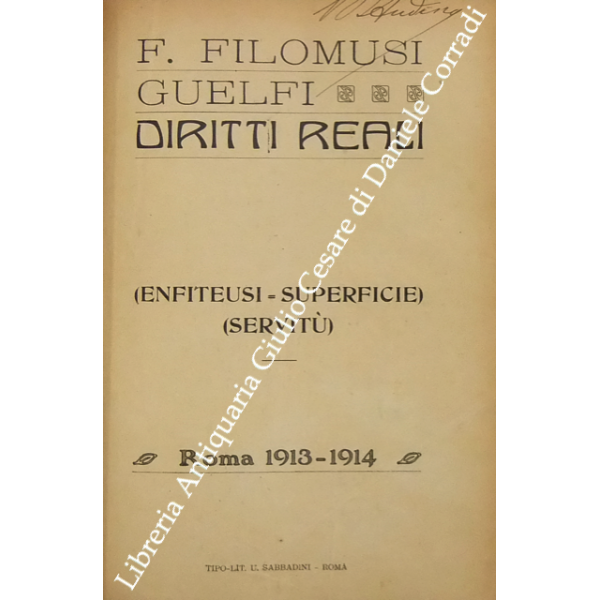 F. FILOMUSI
GUELFI
DIRITTI REALI
(ENFITEUSI = SUPERFICIE)
(SERVITÙ)
Roma 1913-1914
TIPO-LIT. U. SABBADINI - ROMA
Libreria Antiquaria Giulio Cesare di Daniele Corradi